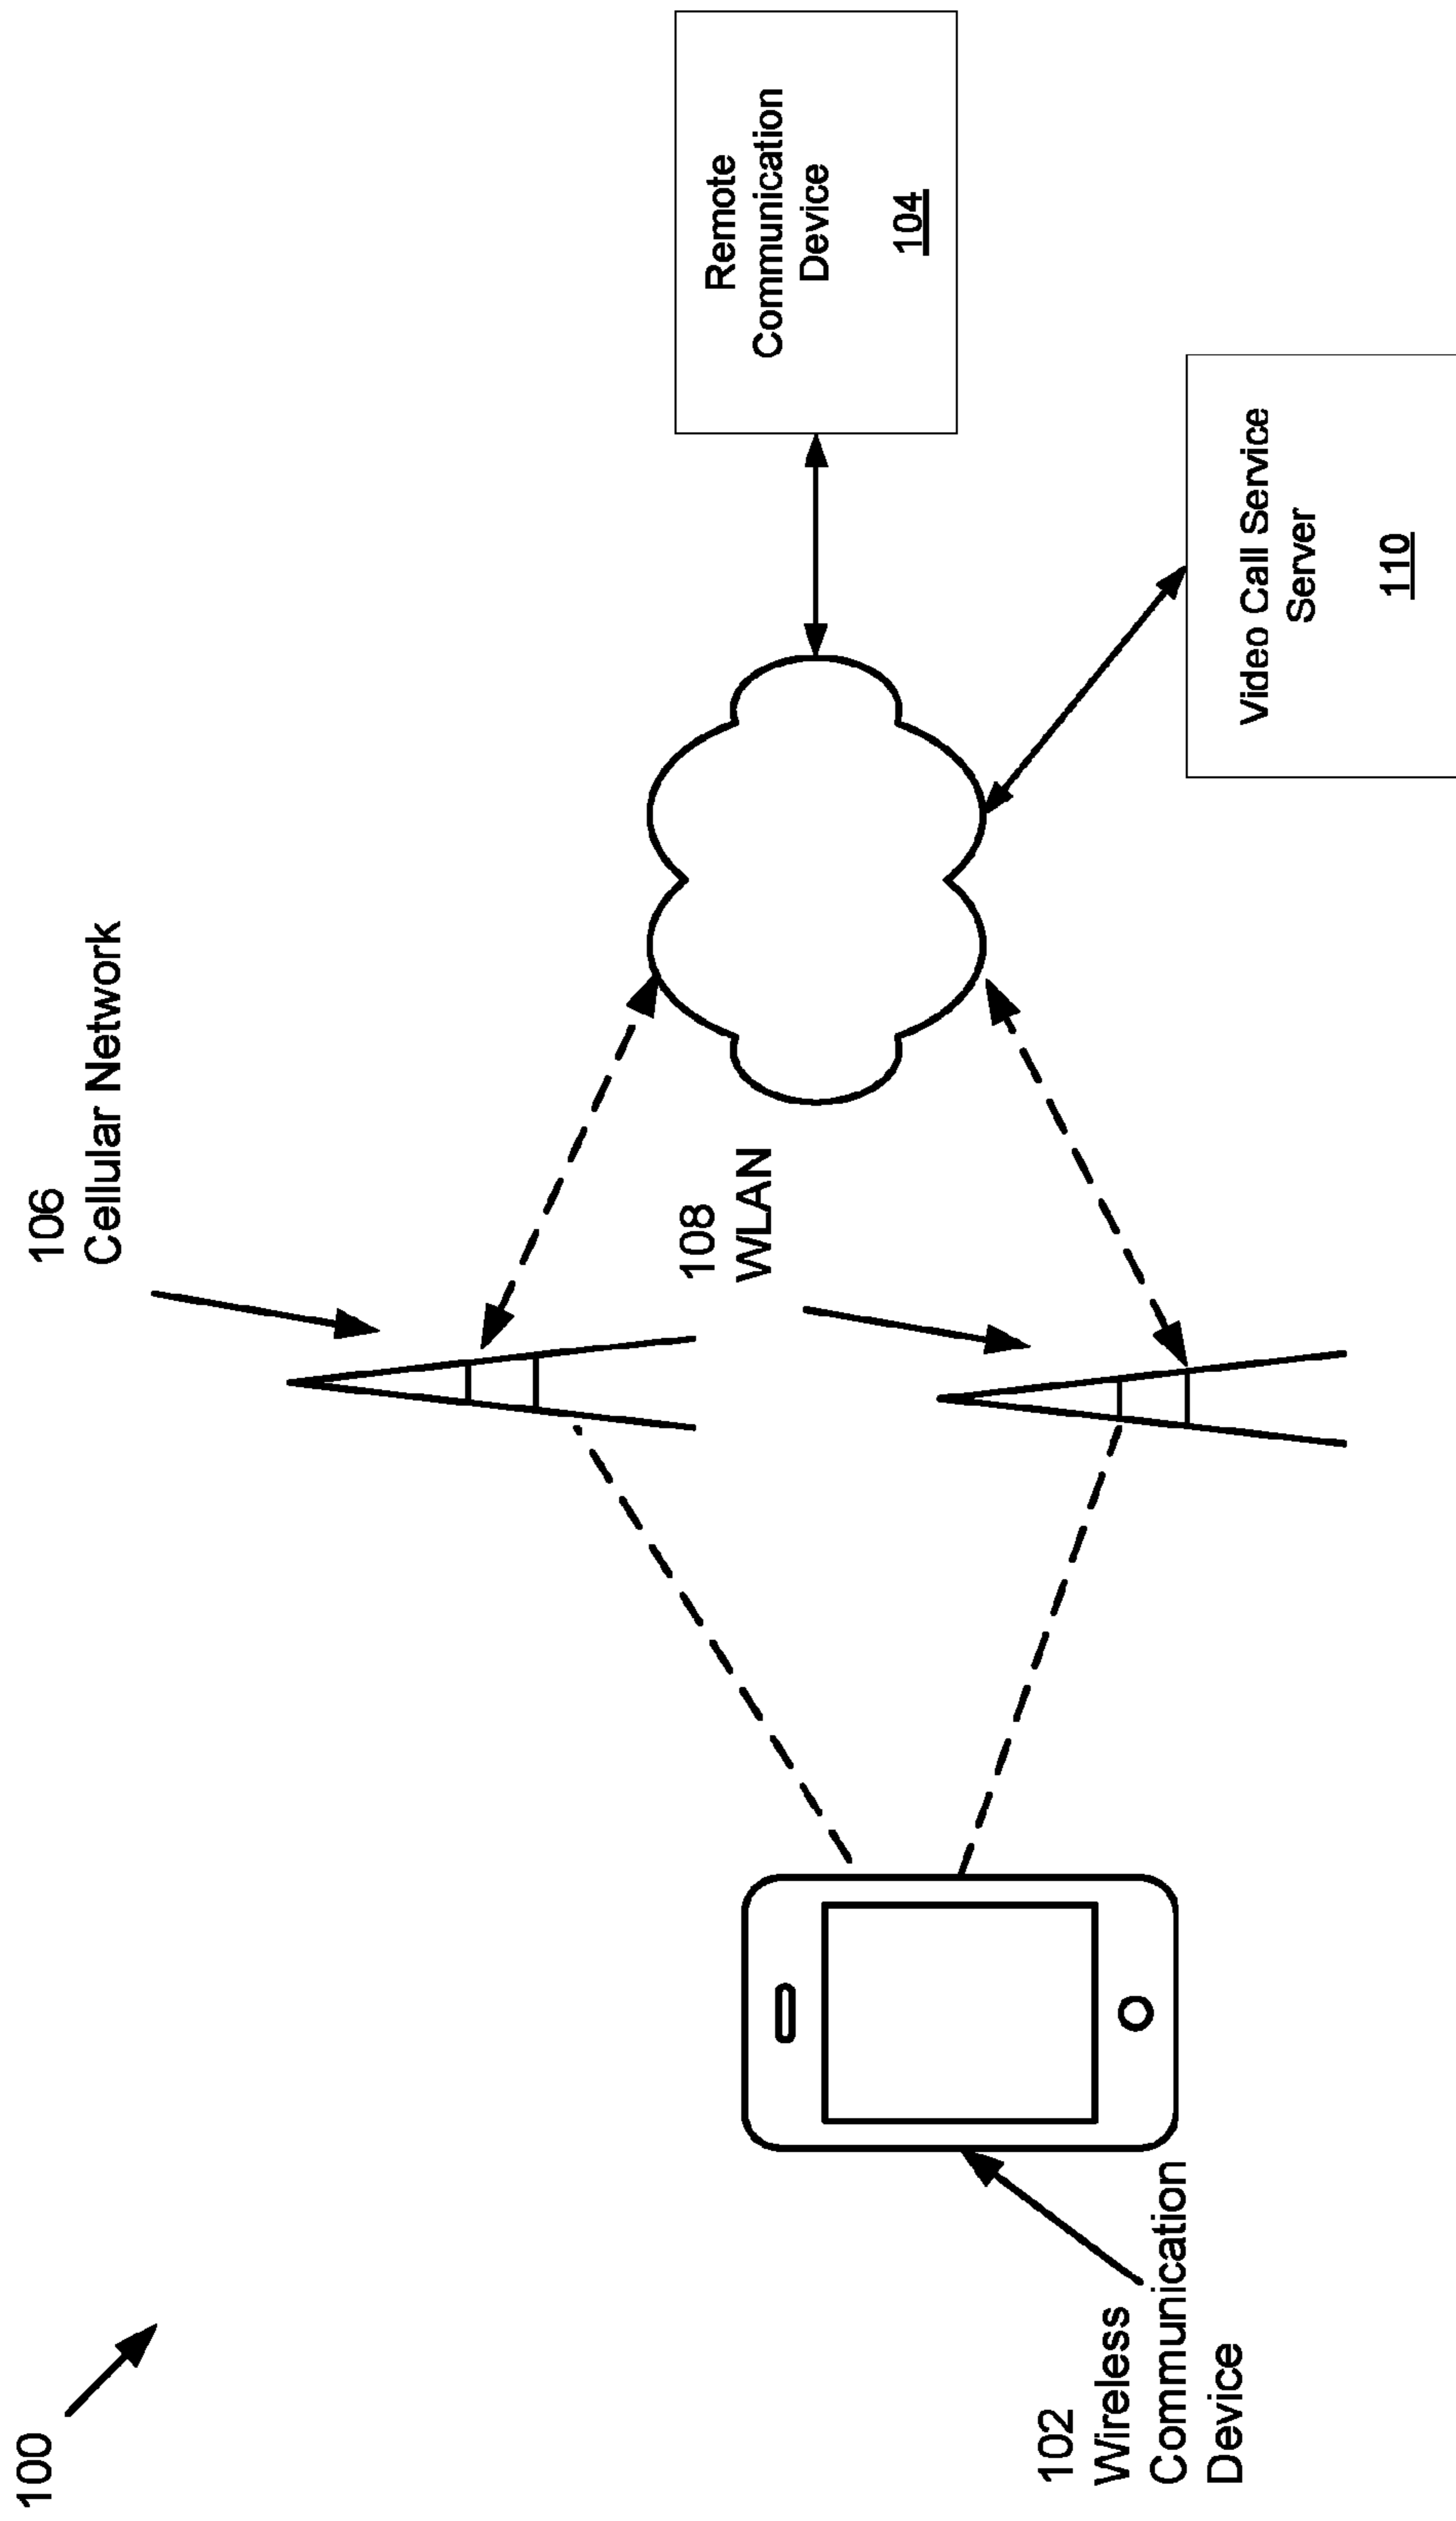 100
106
Cellular Network
108
WLAN
102
Wireless
Communication
Device
Remote
Communication
Device
104
Video Call Service
Server
110